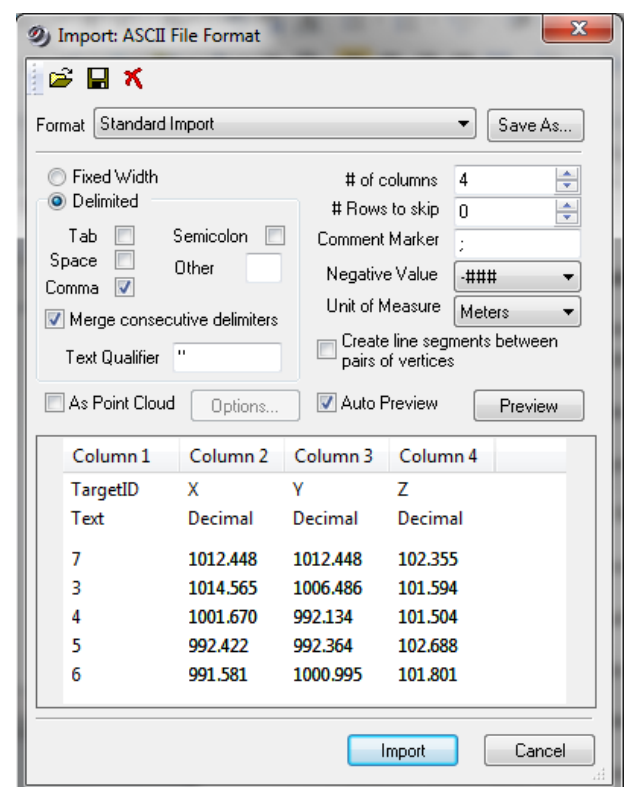 Import: ASCII File Format
Format Standard Import Save As...
Fixed Width
Delimited
Tab Semicolon
Space Other
Comma
Merge consecutive delimiters
Text Qualifier "
# of columns 4
# Rows to skip 0
Comment Marker ;
Negative Value -###
Unit of Measure Meters
Create line segments between
pairs of vertices
As Point Cloud Options... Auto Preview Preview
Column 1 Column 2 Column 3 Column 4
TargetID X Y Z
Text Decimal Decimal Decimal
7 1012.448 1012.448 102.355
3 1014.565 1006.486 101.594
4 1001.670 992.134 101.504
5 992.422 992.364 102.688
6 991.581 1000.995 101.801
Import Cancel